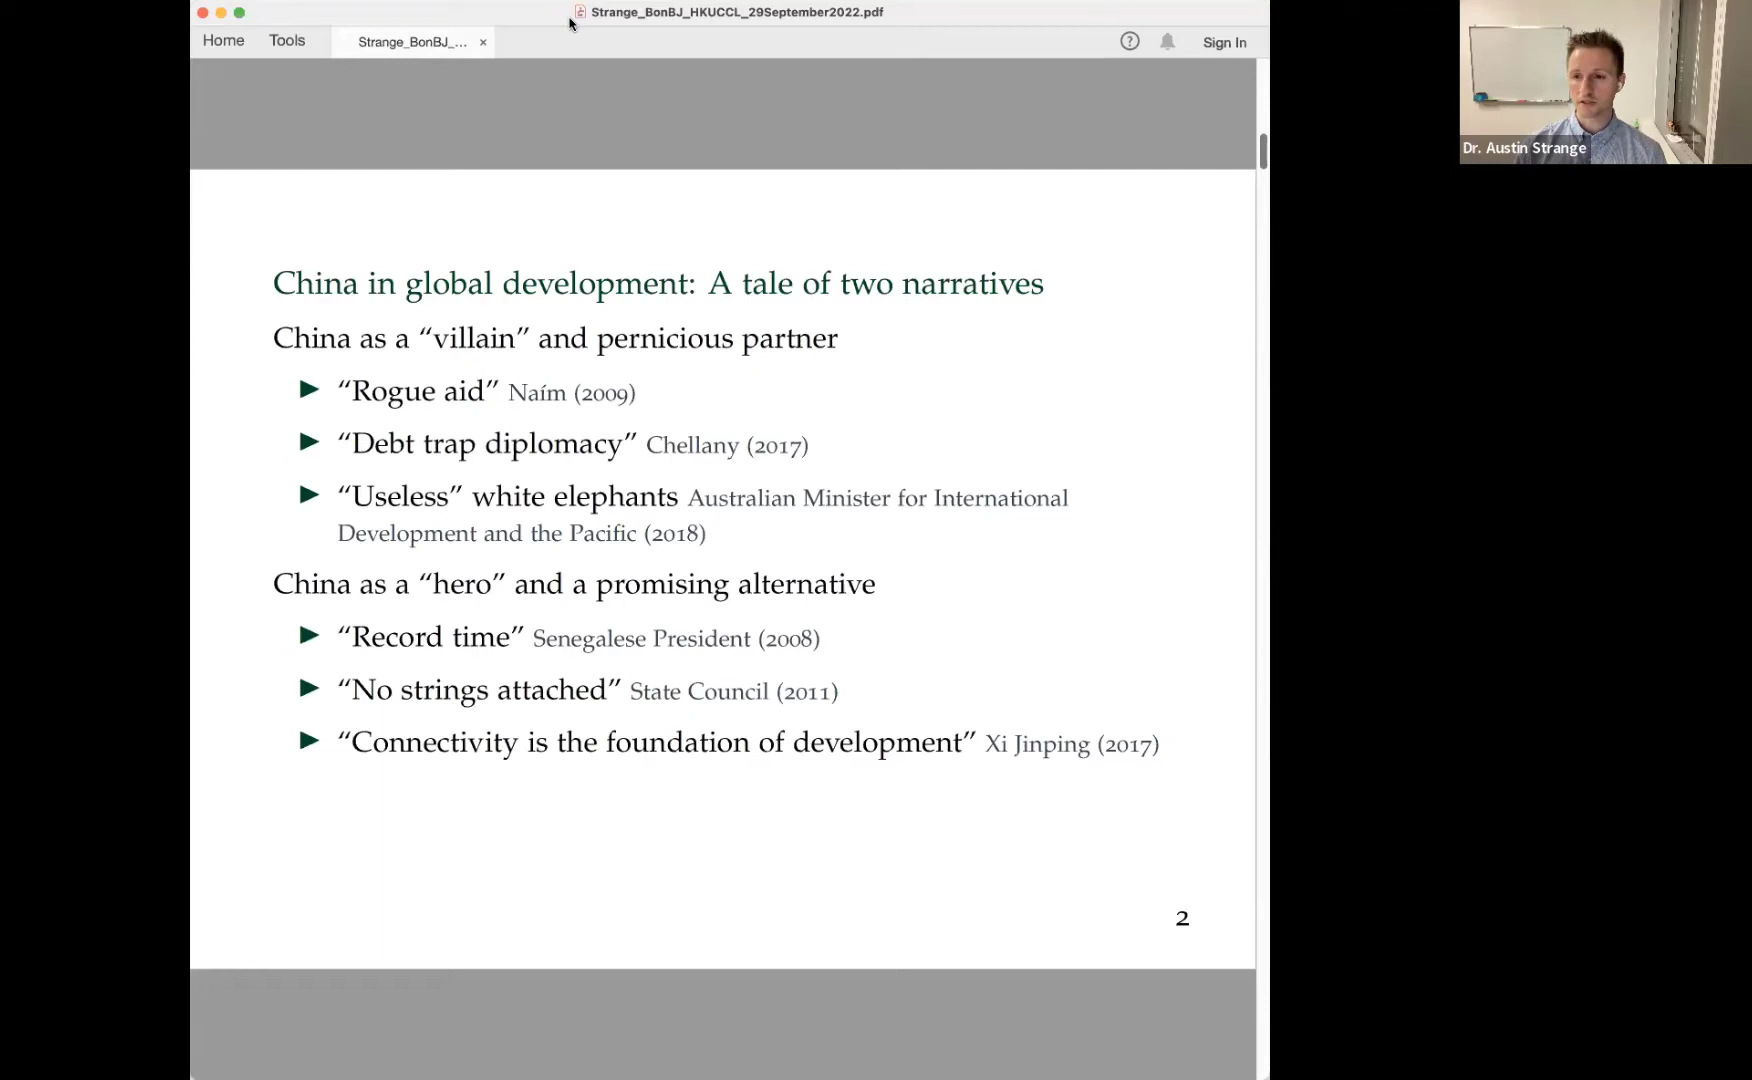 Strange_BonBJ_HKUCCL_29September2022.pdf
Home Tools Strange_BonBJ_... × ? Sign In
Dr. Austin Strange
China in global development: A tale of two narratives
China as a “villain” and pernicious partner
▶ “Rogue aid” Naím (2009)
▶ “Debt trap diplomacy” Chellany (2017)
▶ “Useless” white elephants Australian Minister for International
Development and the Pacific (2018)
China as a “hero” and a promising alternative
▶ “Record time” Senegalese President (2008)
▶ “No strings attached” State Council (2011)
▶ “Connectivity is the foundation of development” Xi Jinping (2017)
2